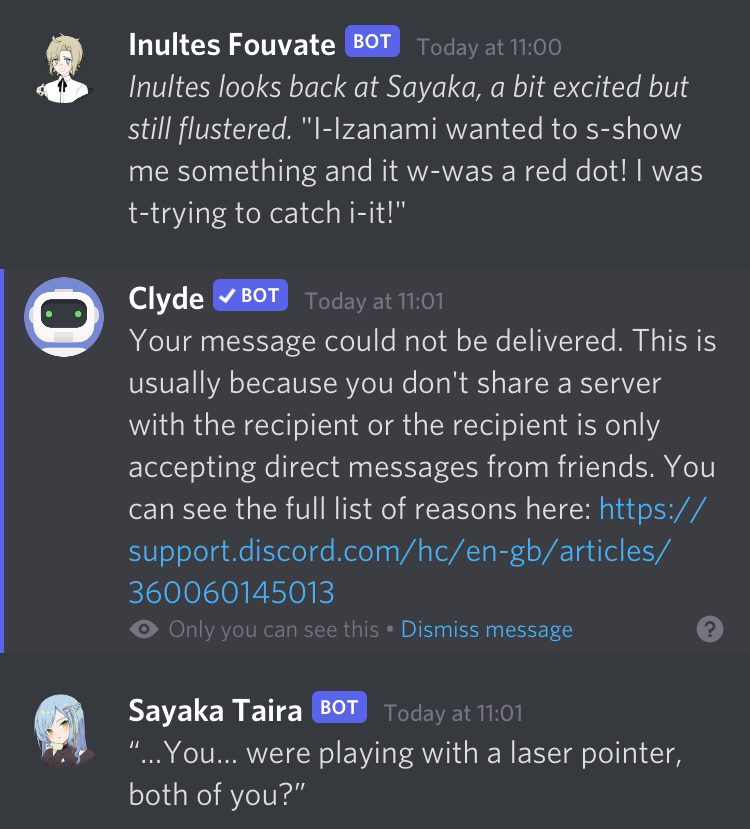 Inultes Fouvate BOT Today at 11:00
Inultes looks back at Sayaka, a bit excited but
still flustered. "I-Izanami wanted to s-show
me something and it w-was a red dot! I was
t-trying to catch i-it!"
Clyde BOT Today at 11:01
Your message could not be delivered. This is
usually because you don't share a server
with the recipient or the recipient is only
accepting direct messages from friends. You
can see the full list of reasons here: https://
support.discord.com/hc/en-gb/articles/
360060145013
Only you can see this • Dismiss message ?
Sayaka Taira BOT Today at 11:01
“...You... were playing with a laser pointer,
both of you?”